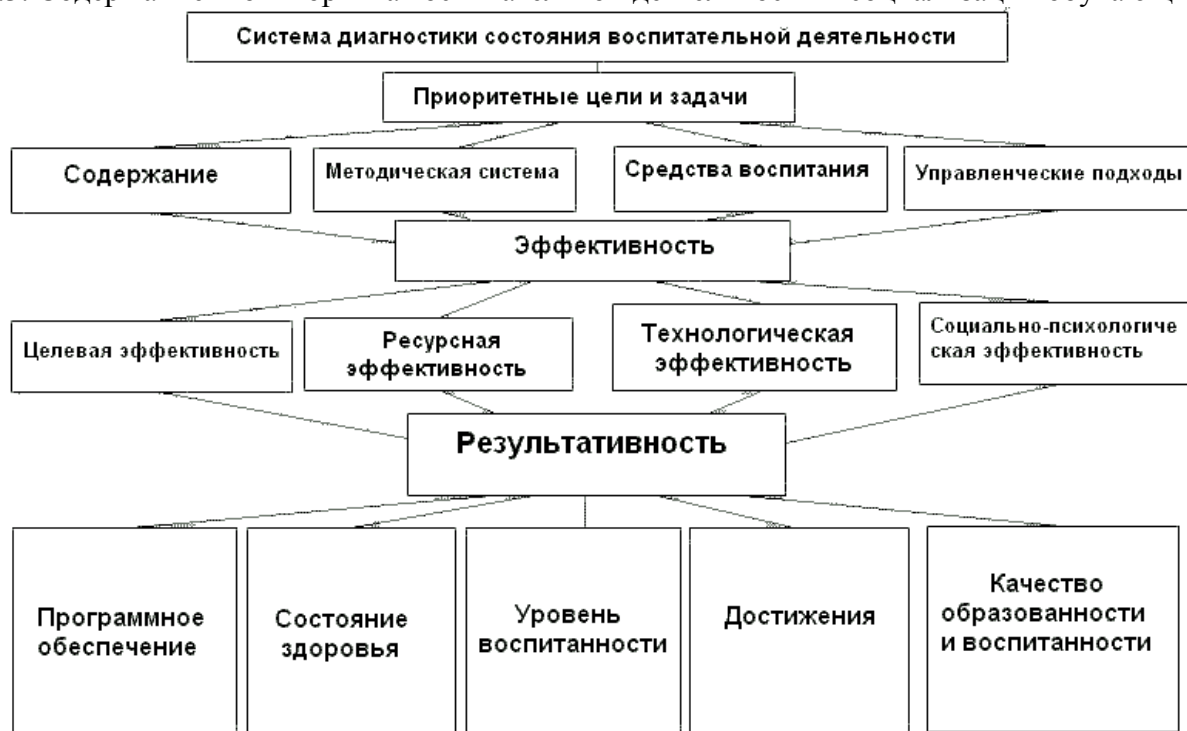 Система диагностики состояния воспитательной деятельности
Приоритетные цели и задачи
Содержание
Методическая система
Средства воспитания
Управленческие подходы
Эффективность
Целевая эффективность
Ресурсная
эффективность
Технологическая
эффективность
Социально-психологиче
ская эффективность
Результативность
Программное
обеспечение
Состояние
здоровья
Уровень
воспитанности
Достижения
Качество
образованности
и воспитанности